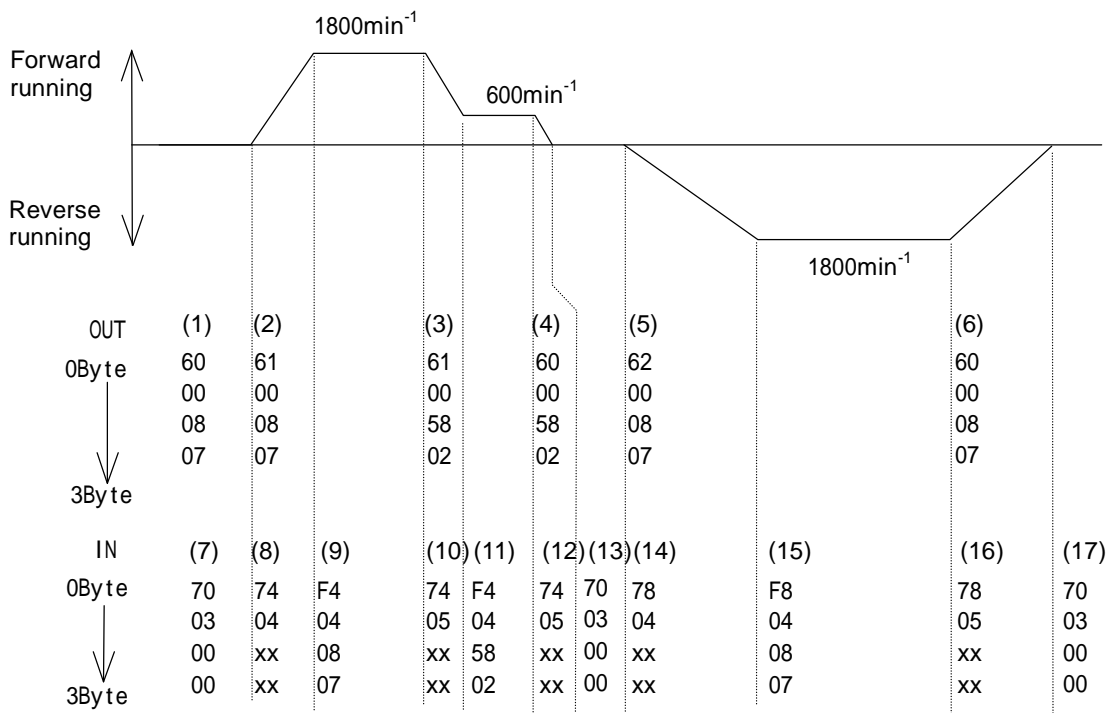 1800min-1
Forward
running
600min-1
Reverse
running
1800min-1
OUT (1) (2) (3) (4) (5) (6)
0Byte 60 61 61 60 62 60
00 00 00 00 00 00
08 08 58 58 08 08
07 07 02 02 07 07
3Byte
IN (7) (8) (9) (10) (11) (12) (13) (14) (15) (16) (17)
0Byte 70 74 F4 74 F4 74 70 78 F8 78 70
03 04 04 05 04 05 03 04 04 05 03
00 xx 08 xx 58 xx 00 xx 08 xx 00
3Byte 00 xx 07 xx 02 xx 00 xx 07 xx 00